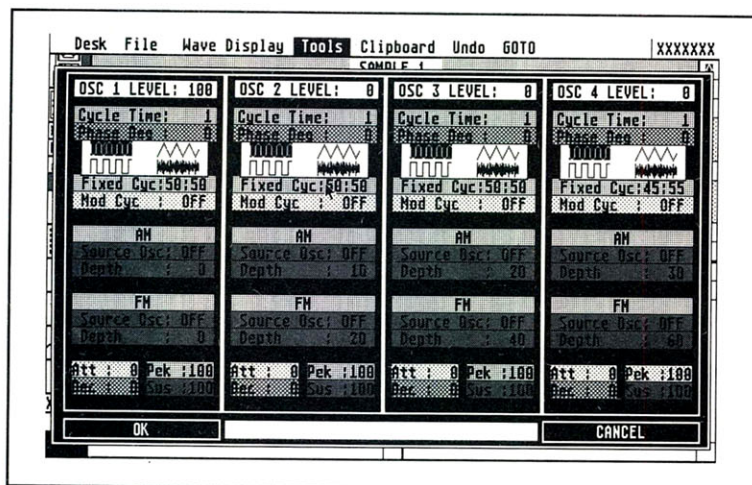 Desk File Wave Display Tools Clipboard Undo GOTO XXXXXXX
SAMPLE 1
OSC 1 LEVEL: 100 OSC 2 LEVEL: 0 OSC 3 LEVEL: 0 OSC 4 LEVEL: 0
Cycle Time: 1 Cycle Time: 1 Cycle Time: 1 Cycle Time: 1
Phase Deg : 0 Phase Deg : 0 Phase Deg : 0 Phase Deg : 0
Fixed Cyc:50:50 Fixed Cyc:50:50 Fixed Cyc:50:50 Fixed Cyc:45:55
Mod Cyc : OFF Mod Cyc : OFF Mod Cyc : OFF Mod Cyc : OFF
AM AM AM AM
Source Osc: OFF Source Osc: OFF Source Osc: OFF Source Osc: OFF
Depth : 0 Depth : 10 Depth : 20 Depth : 30
FM FM FM FM
Source Osc: OFF Source Osc: OFF Source Osc: OFF Source Osc: OFF
Depth : 0 Depth : 20 Depth : 40 Depth : 60
Att : 0 Pek :100 Att : 0 Pek :100 Att : 0 Pek :100 Att : 0 Pek :100
Dec : 0 Sus :100 Dec : 0 Sus :100 Dec : 0 Sus :100 Dec : 0 Sus :100
OK CANCEL